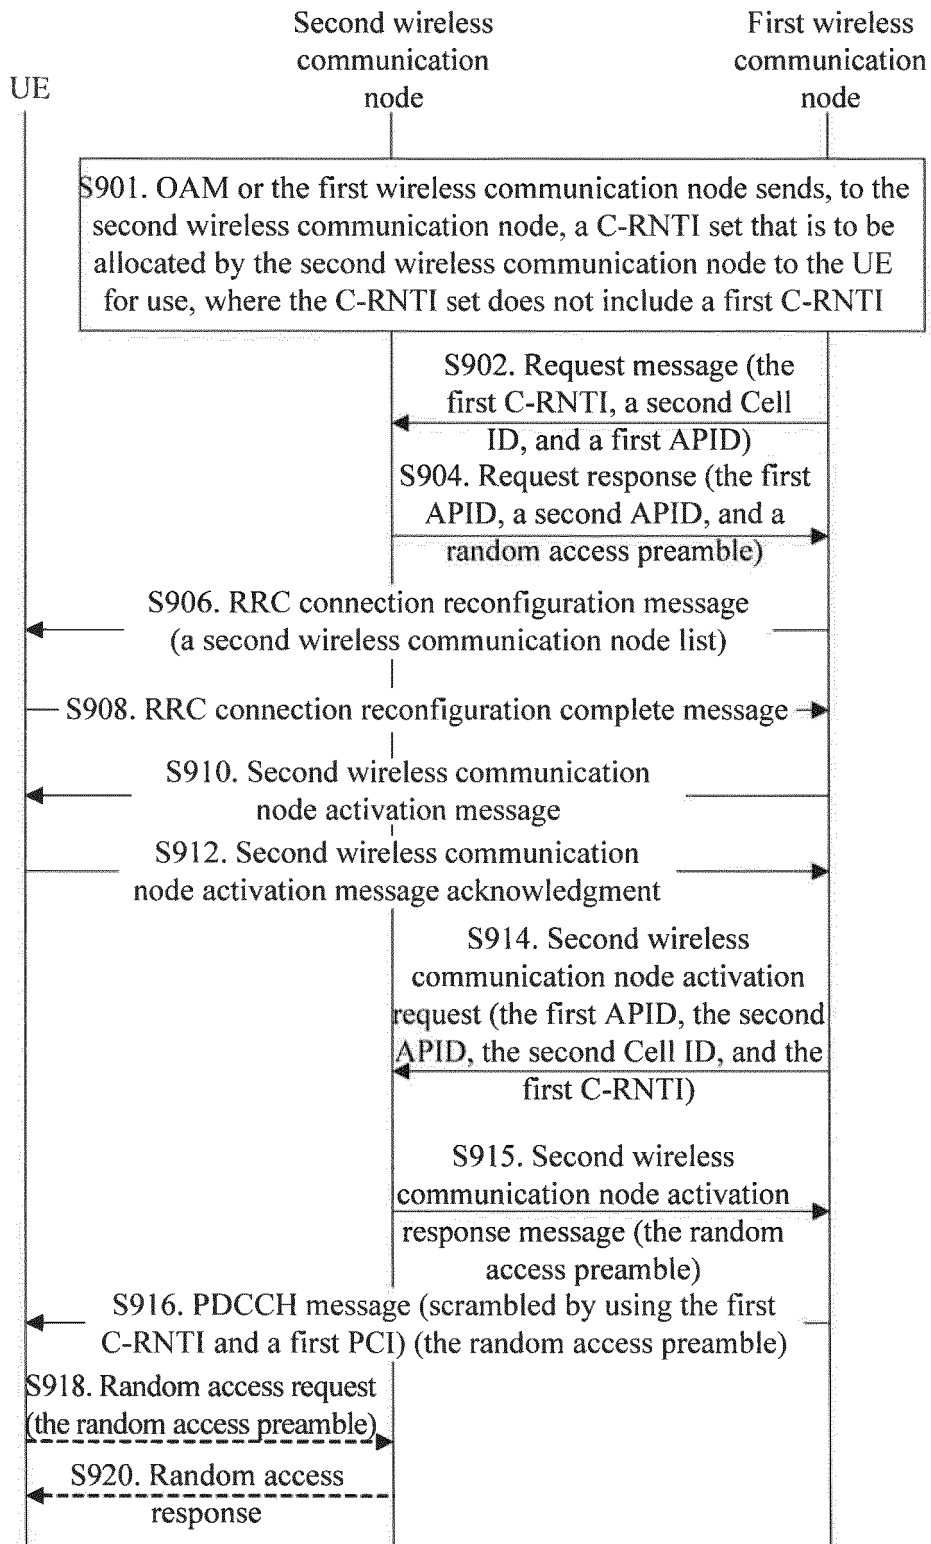 Second wireless
communication
node
First wireless
communication
node
UE
S901. OAM or the first wireless communication node sends, to the
second wireless communication node, a C-RNTI set that is to be
allocated by the second wireless communication node to the UE
for use, where the C-RNTI set does not include a first C-RNTI
S902. Request message (the
first C-RNTI, a second Cell
ID, and a first APID)
S904. Request response (the first
APID, a second APID, and a
random access preamble)
S906. RRC connection reconfiguration message
(a second wireless communication node list)
S908. RRC connection reconfiguration complete message
S910. Second wireless communication
node activation message
S912. Second wireless communication
node activation message acknowledgment
S914. Second wireless
communication node activation
request (the first APID, the second
APID, the second Cell ID, and the
first C-RNTI)
S915. Second wireless
communication node activation
response message (the random
access preamble)
S916. PDCCH message (scrambled by using the first
C-RNTI and a first PCI) (the random access preamble)
S918. Random access request
(the random access preamble)
S920. Random access
response